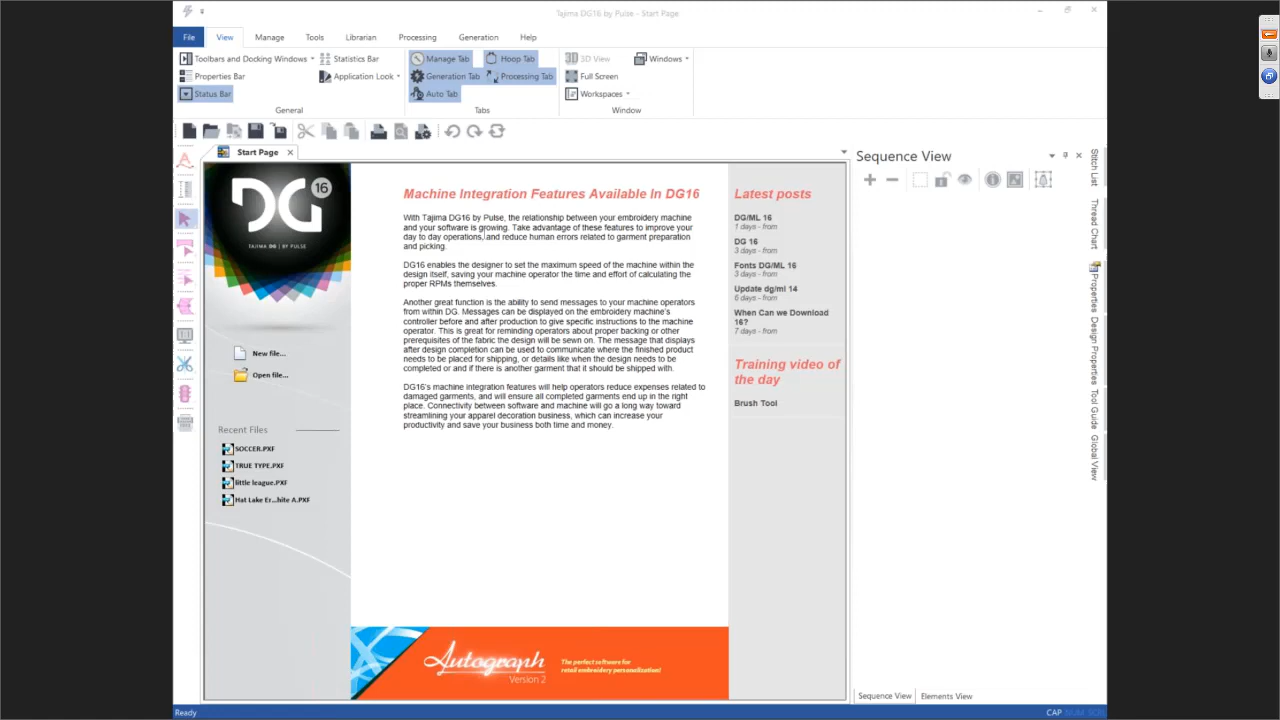 Tajima DG16 by Pulse - Start Page
File View Manage Tools Librarian Processing Generation Help
Toolbars and Docking Windows Statistics Bar Manage Tab Hoop Tab 3D View Windows
Properties Bar Application Look Generation Tab Processing Tab Full Screen
Status Bar Auto Tab Workspaces
General Tabs Window
Start Page
Sequence View
DG 16
TAJIMA DG | BY PULSE
New file...
Open file...
Recent Files
SOCCER.PXF
TRUE TYPE.PXF
little league.PXF
Hat Lake Er...hite A.PXF
Machine Integration Features Available In DG16
With Tajima DG16 by Pulse, the relationship between your embroidery machine
and your software is growing. Take advantage of these features to improve your
day to day operations, and reduce human errors related to garment preparation
and picking.
DG16 enables the designer to set the maximum speed of the machine within the
design itself, saving your machine operator the time and effort of calculating the
proper RPMs themselves.
Another great function is the ability to send messages to your machine operators
from within DG. Messages can be displayed on the embroidery machine's
controller before and after production to give specific instructions to the machine
operator. This is great for reminding operators about proper backing or other
prerequisites of the fabric the design will be sewn on. The message that displays
after design completion can be used to communicate where the finished product
needs to be placed for shipping, or details like when the design needs to be
completed or and if there is another garment that it should be shipped with.
DG16's machine integration features will help operators reduce expenses related to
damaged garments, and will ensure all completed garments end up in the right
place. Connectivity between software and machine will go a long way toward
streamlining your apparel decoration business, which can increase your
productivity and save your business both time and money.
Latest posts
DG/ML 16
1 days - from
DG 16
3 days - from
Fonts DG/ML 16
3 days - from
Update dg/ml 14
6 days - from
When Can we Download
16?
7 days - from
Training video of
the day
Brush Tool
Autograph
Version 2
The perfect software for
retail embroidery personalization!
Stitch List
Thread Chart
Properties
Design Properties
Tool Guide
Global View
Sequence View Elements View
Ready
CAP NUM SCRL